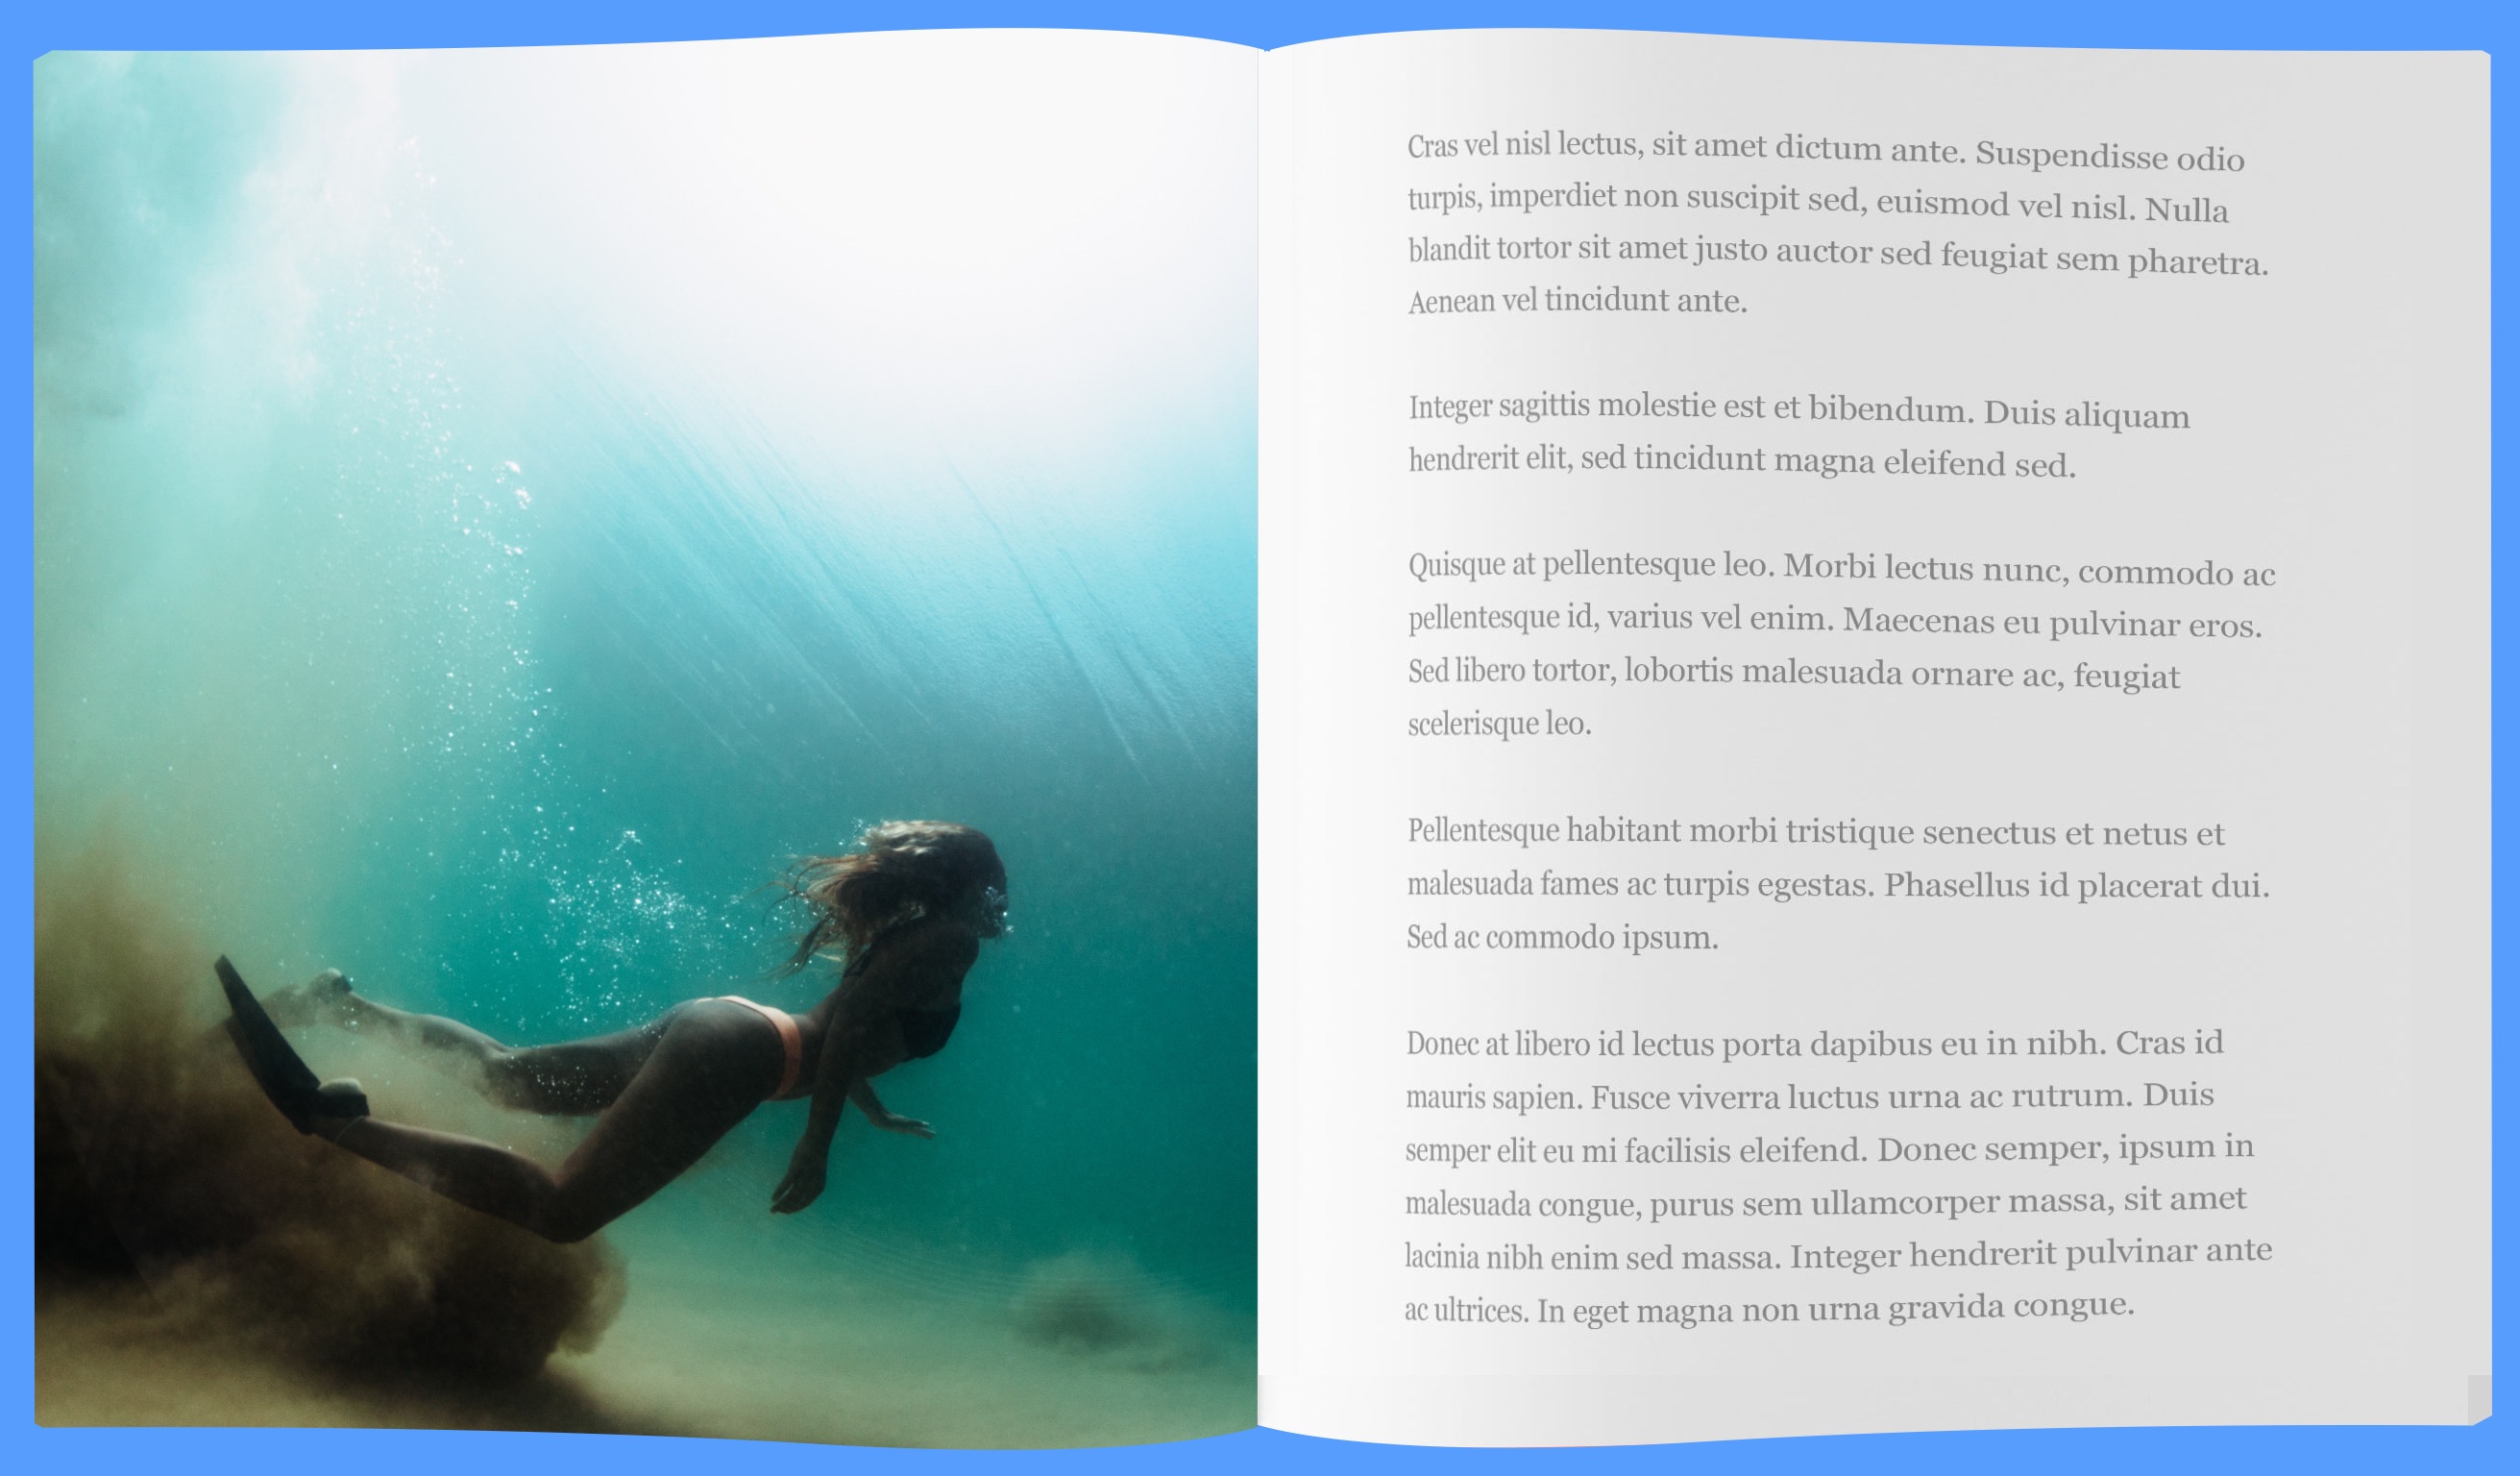 Cras vel nisl lectus, sit amet dictum ante. Suspendisse odio
turpis, imperdiet non suscipit sed, euismod vel nisl. Nulla
blandit tortor sit amet justo auctor sed feugiat sem pharetra.
Aenean vel tincidunt ante.
Integer sagittis molestie est et bibendum. Duis aliquam
hendrerit elit, sed tincidunt magna eleifend sed.
Quisque at pellentesque leo. Morbi lectus nunc, commodo ac
pellentesque id, varius vel enim. Maecenas eu pulvinar eros.
Sed libero tortor, lobortis malesuada ornare ac, feugiat
scelerisque leo.
Pellentesque habitant morbi tristique senectus et netus et
malesuada fames ac turpis egestas. Phasellus id placerat dui.
Sed ac commodo ipsum.
Donec at libero id lectus porta dapibus eu in nibh. Cras id
mauris sapien. Fusce viverra luctus urna ac rutrum. Duis
semper elit eu mi facilisis eleifend. Donec semper, ipsum in
malesuada congue, purus sem ullamcorper massa, sit amet
lacinia nibh enim sed massa. Integer hendrerit pulvinar ante
ac ultrices. In eget magna non urna gravida congue.